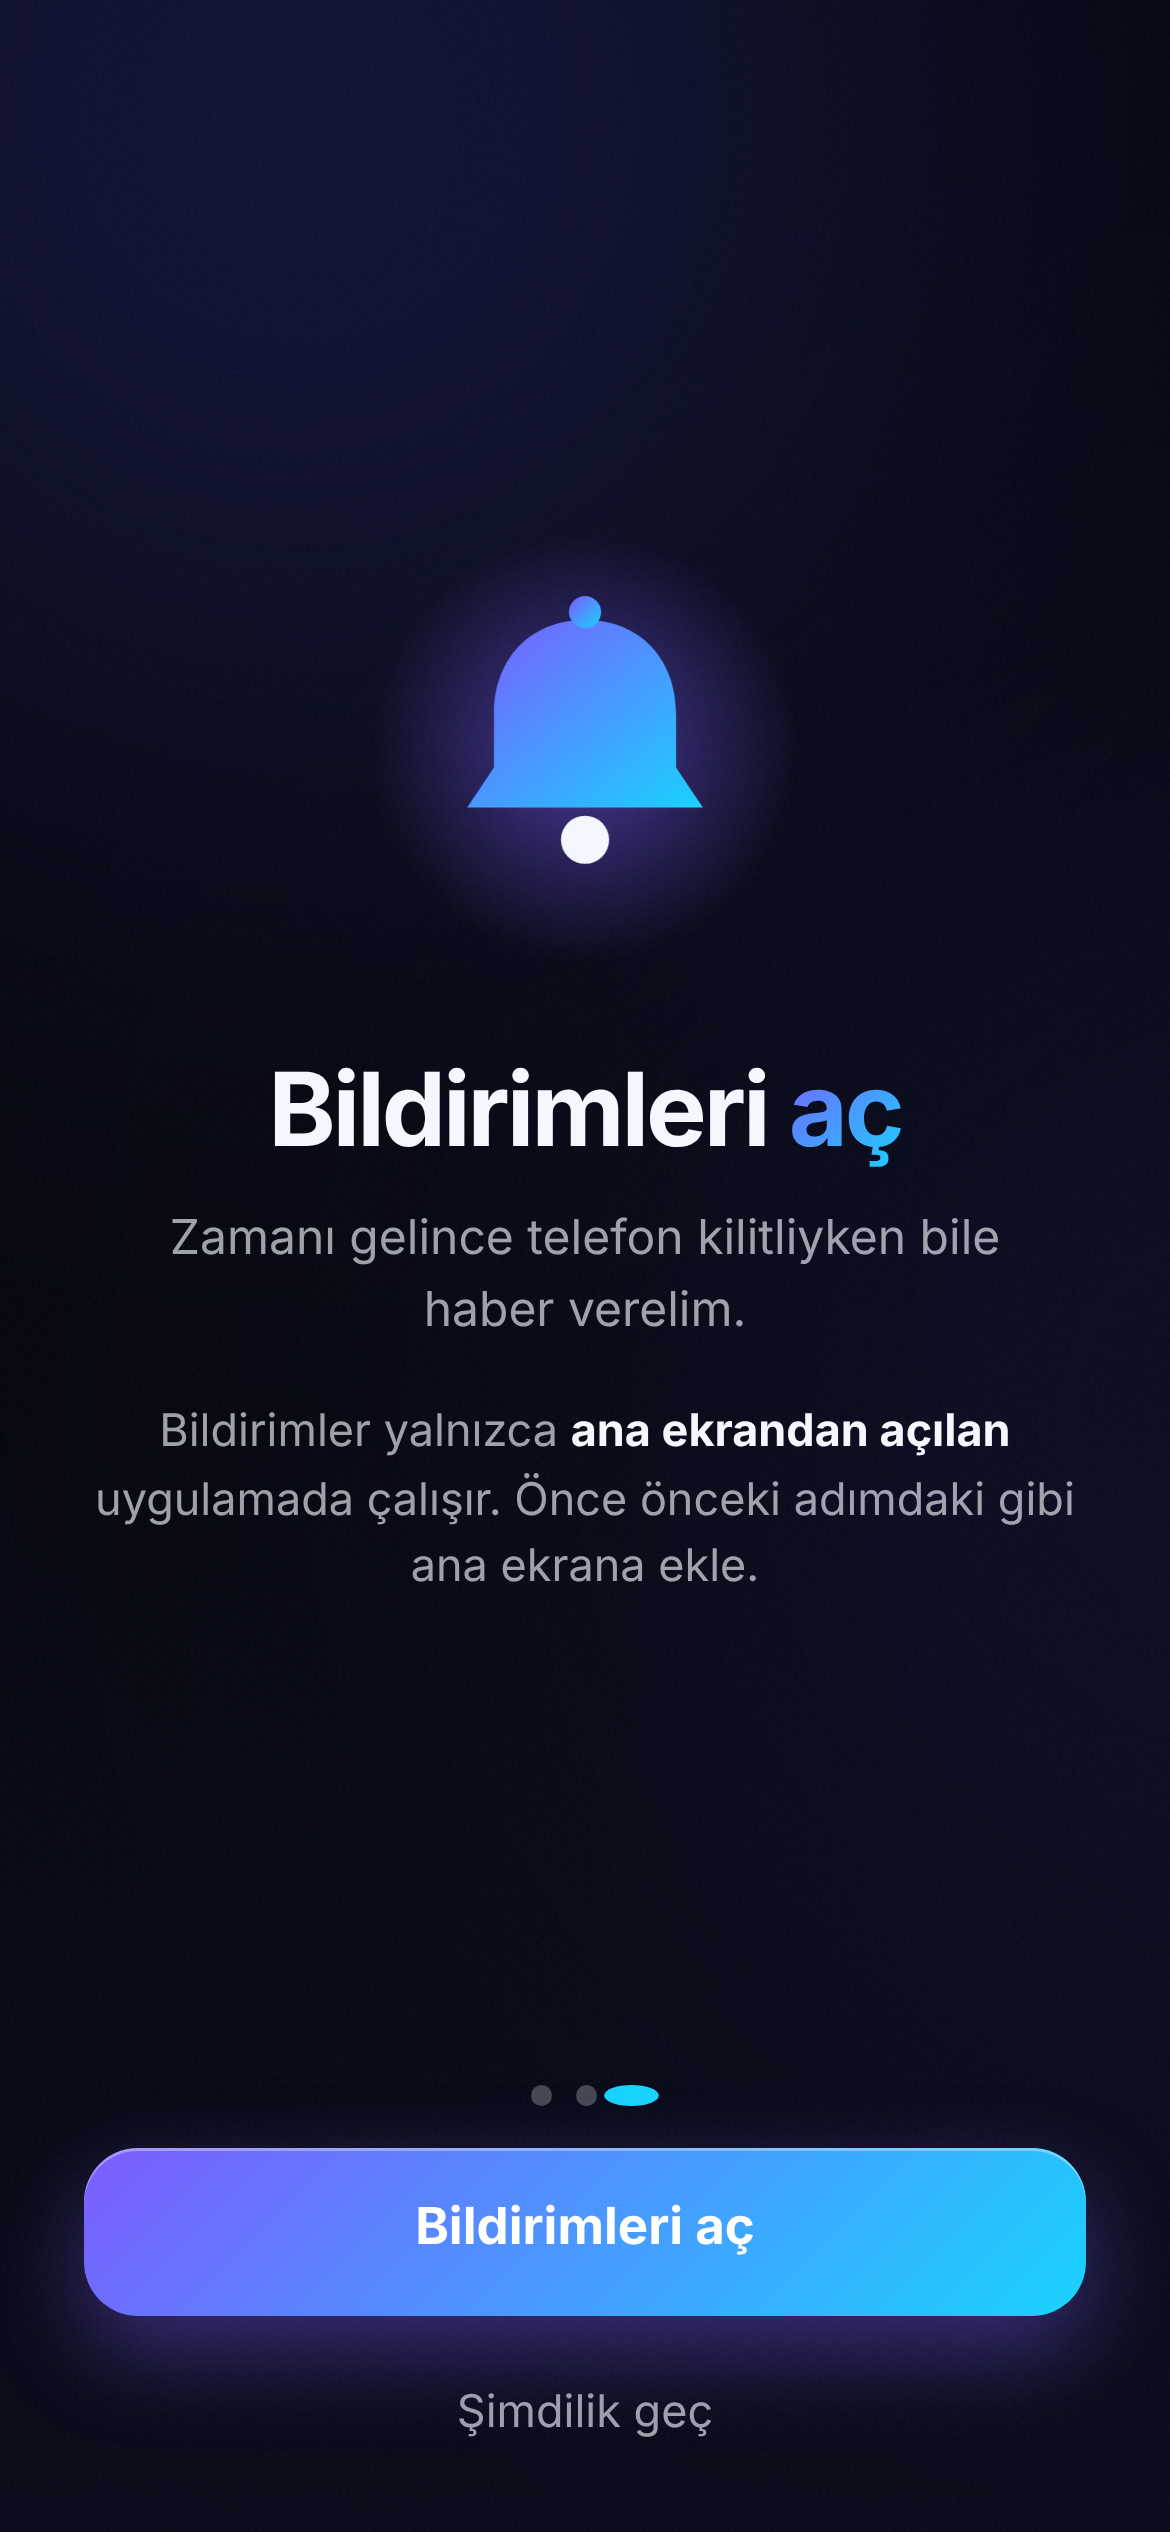 Bildirimleri aç
Zamanı gelince telefon kilitliyken bile
haber verelim.
Bildirimler yalnızca ana ekrandan açılan
uygulamada çalışır. Önce önceki adımdaki gibi
ana ekrana ekle.
Bildirimleri aç
Şimdilik geç